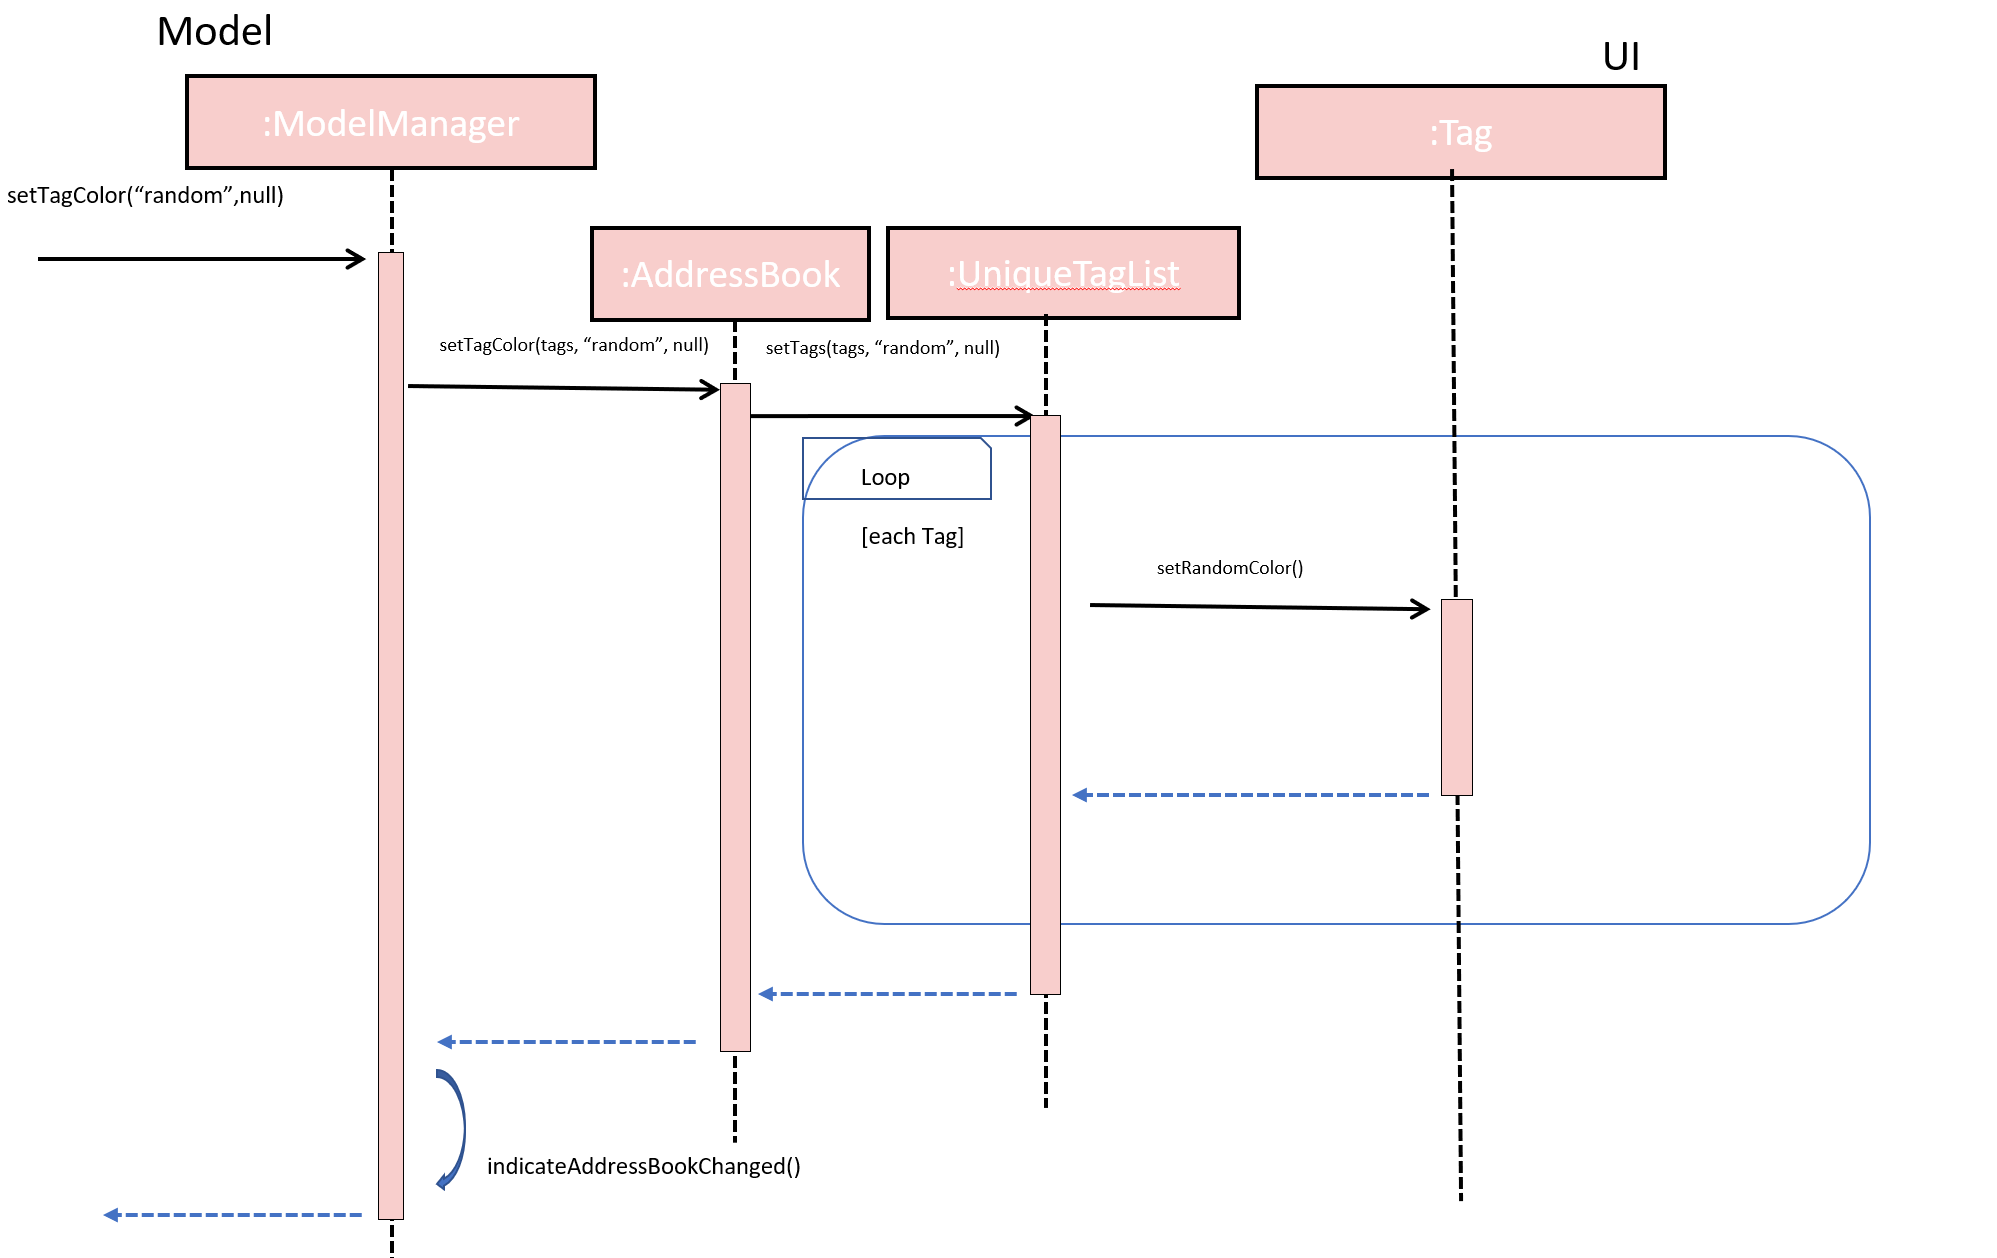 Model
UI
:ModelManager
:Tag
setTagColor(“random”,null)
:AddressBook
:UniqueTagList
setTagColor(tags, “random”, null)
setTags(tags, “random”, null)
Loop
[each Tag]
setRandomColor()
indicateAddressBookChanged()